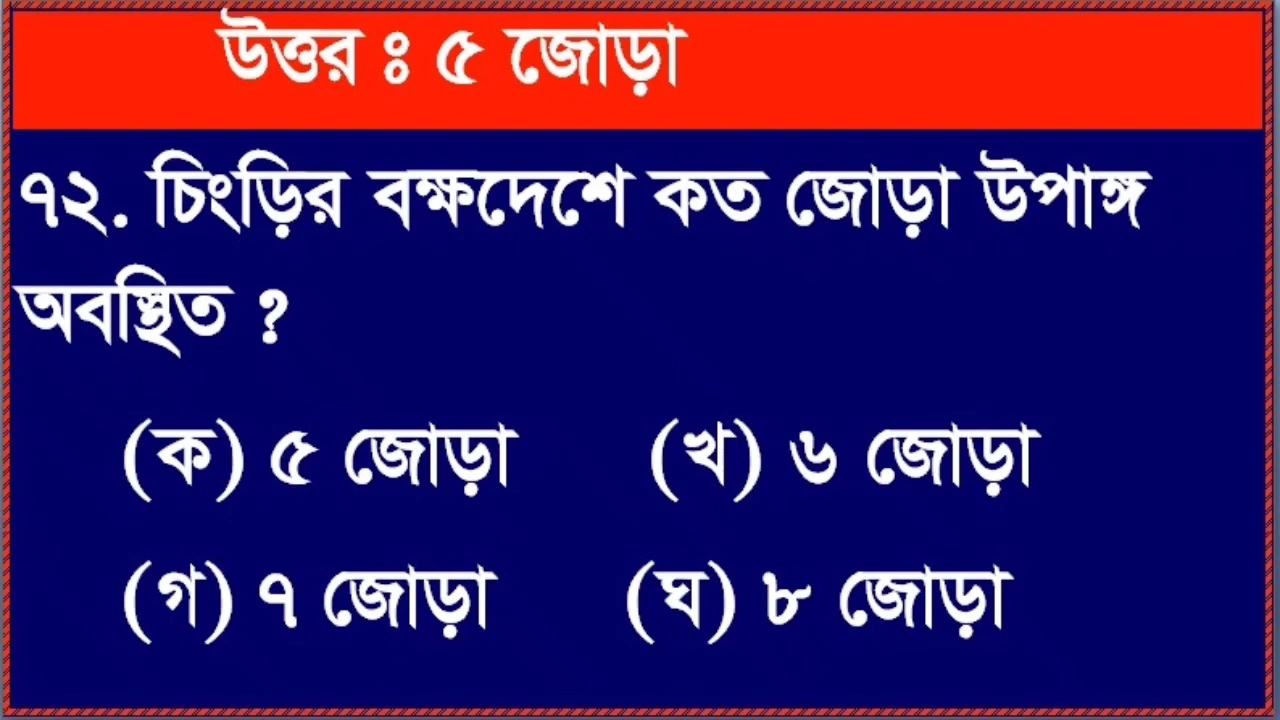 উত্তর ঃ ৫ জোড়া
৭২. চিংড়ির বক্ষদেশে কত জোড়া উপাঙ্গ
অবস্থিত ?
(ক) ৫ জোড়া (খ) ৬ জোড়া
(গ) ৭ জোড়া (ঘ) ৮ জোড়া